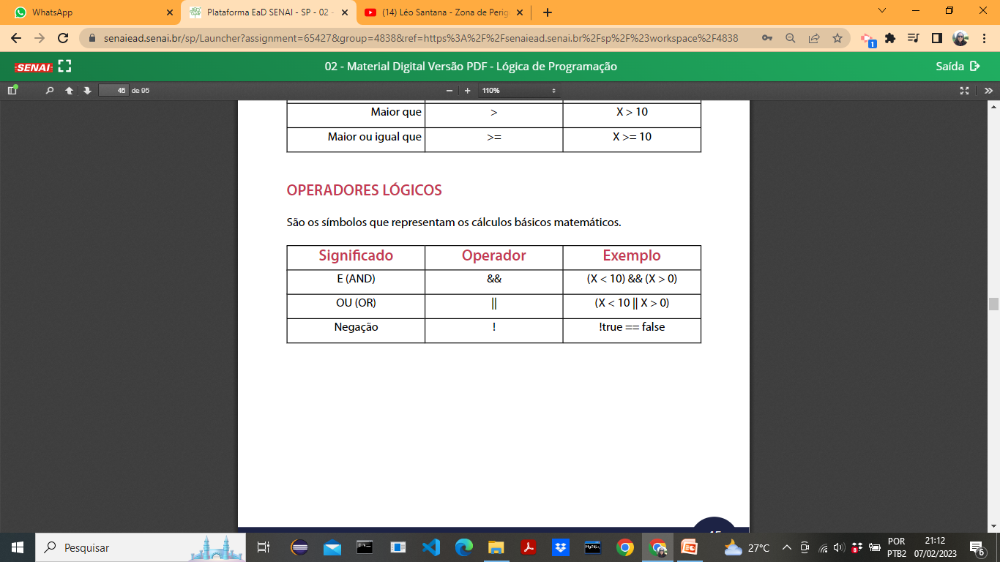 WhatsApp
Plataforma EaD SENAI - SP - 02 -
(14) Léo Santana - Zona de Perig
senaiead.senai.br/sp/Launcher?assignment=65427&group=4838&ref=https%3A%2F%2Fsenaiead.senai.br%2Fsp%2F%23workspace%2F4838
1
SENAI
02 - Material Digital Versão PDF - Lógica de Programação
Saída
45 de 95
110%
Maior que > X > 10
Maior ou igual que >= X >= 10
OPERADORES LÓGICOS
São os símbolos que representam os cálculos básicos matemáticos.
Significado Operador Exemplo
E (AND) && (X < 10) && (X > 0)
OU (OR) || (X < 10 || X > 0)
Negação ! !true == false
Pesquisar
27°C
POR
PTB2
21:12
07/02/2023
6